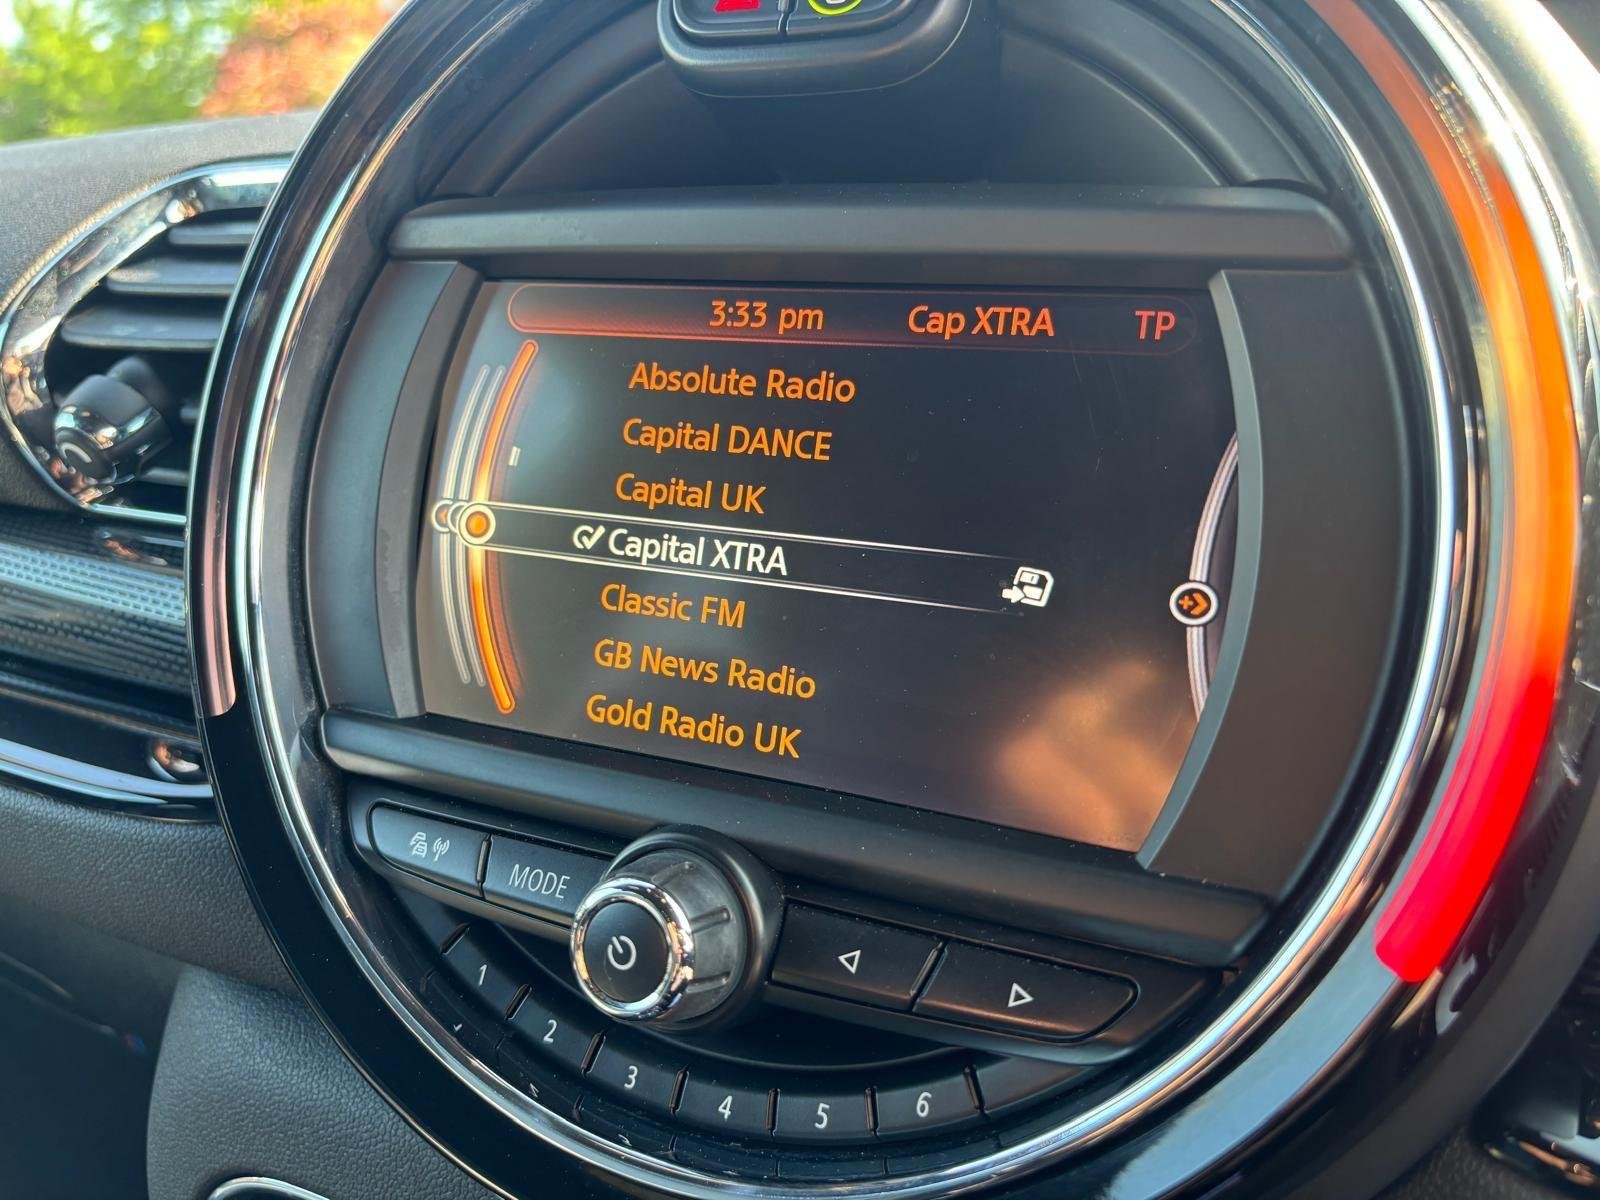 3:33 pm Cap XTRA TP
Absolute Radio
Capital DANCE
Capital UK
Capital XTRA
Classic FM
GB News Radio
Gold Radio UK
MODE
1 2 3 4 5 6